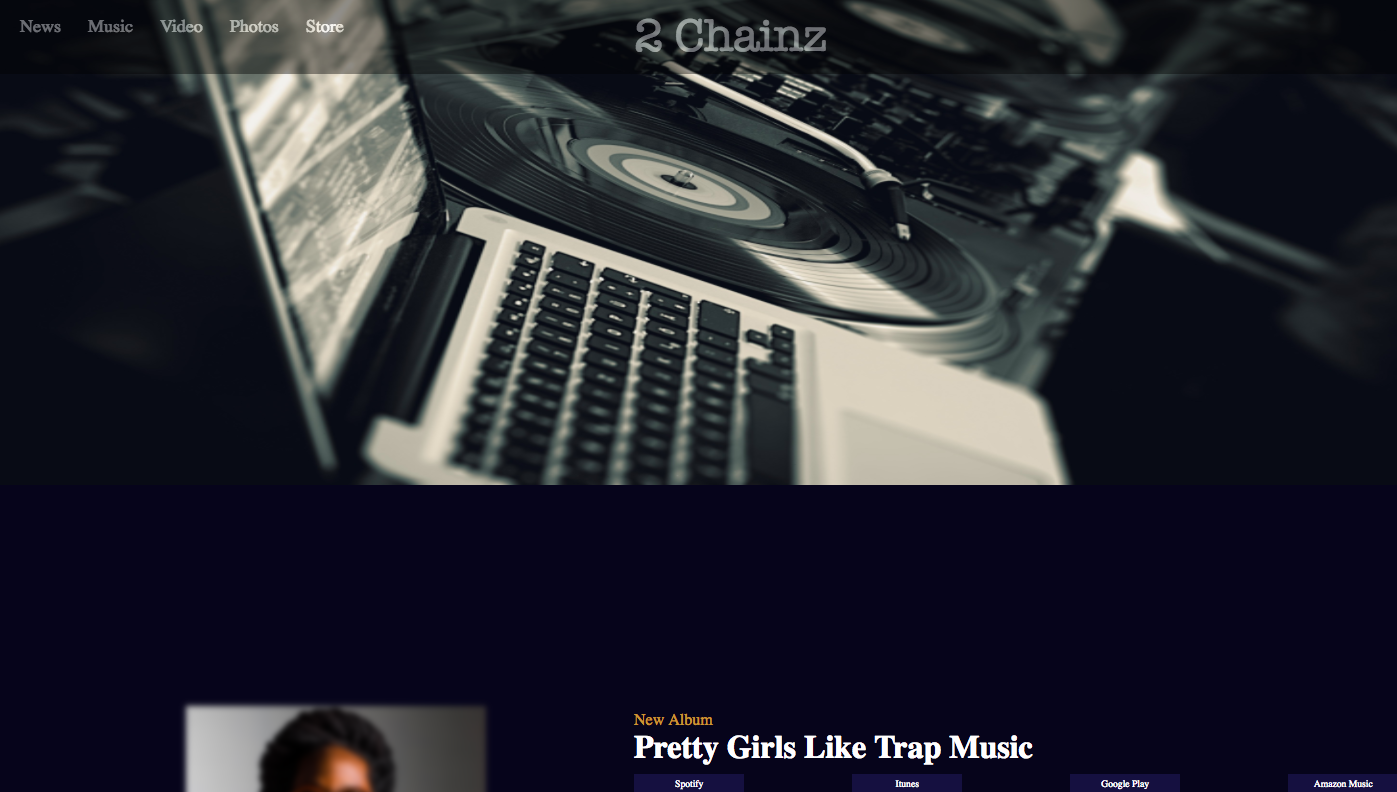 News Music Video Photos Store
2 Chainz
New Album
Pretty Girls Like Trap Music
Spotify Itunes Google Play Amazon Music